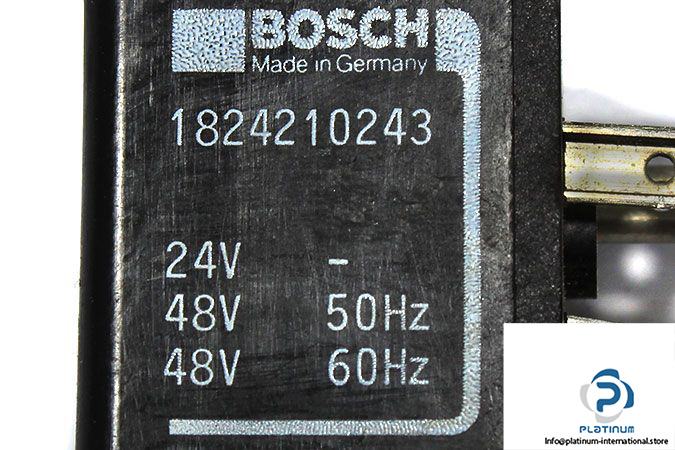 BOSCH
Made in Germany
1824210243
24V -
48V 50Hz
48V 60Hz
PLATINUM
Info@platinum-international.store